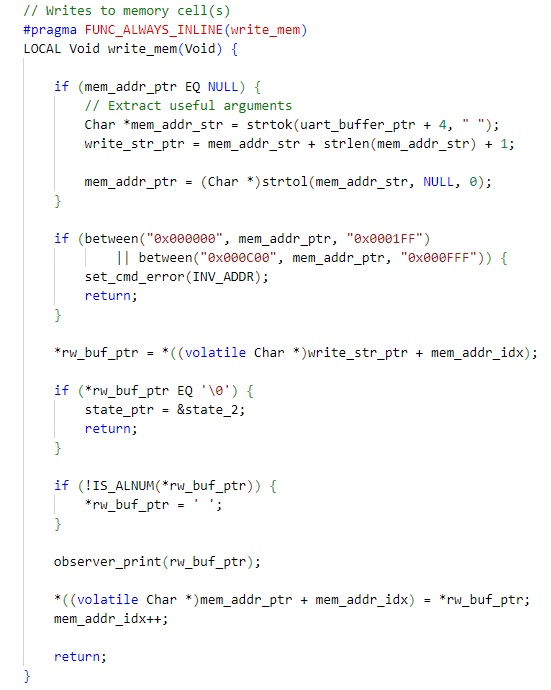 // Writes to memory cell(s)
#pragma FUNC_ALWAYS_INLINE(write_mem)
LOCAL Void write_mem(Void) {
if (mem_addr_ptr EQ NULL) {
// Extract useful arguments
Char *mem_addr_str = strtok(uart_buffer_ptr + 4, " ");
write_str_ptr = mem_addr_str + strlen(mem_addr_str) + 1;
mem_addr_ptr = (Char *)strtol(mem_addr_str, NULL, 0);
}
if (between("0x000000", mem_addr_ptr, "0x0001FF")
|| between("0x000C00", mem_addr_ptr, "0x000FFF")) {
set_cmd_error(INV_ADDR);
return;
}
*rw_buf_ptr = *((volatile Char *)write_str_ptr + mem_addr_idx);
if (*rw_buf_ptr EQ '\0') {
state_ptr = &state_2;
return;
}
if (!IS_ALNUM(*rw_buf_ptr)) {
*rw_buf_ptr = ' ';
}
observer_print(rw_buf_ptr);
*((volatile Char *)mem_addr_ptr + mem_addr_idx) = *rw_buf_ptr;
mem_addr_idx++;
return;
}